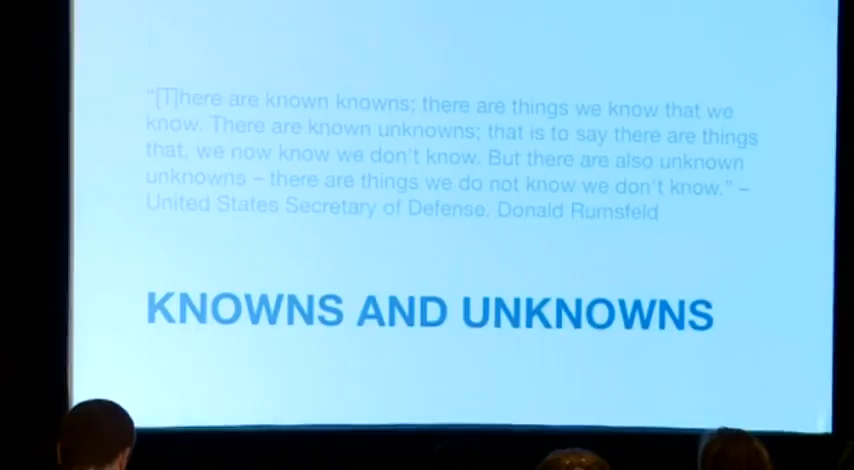 “[T]here are known knowns; there are things we know that we
know. There are known unknowns; that is to say there are things
that, we now know we don't know. But there are also unknown
unknowns – there are things we do not know we don't know.” –
United States Secretary of Defense, Donald Rumsfeld
KNOWNS AND UNKNOWNS